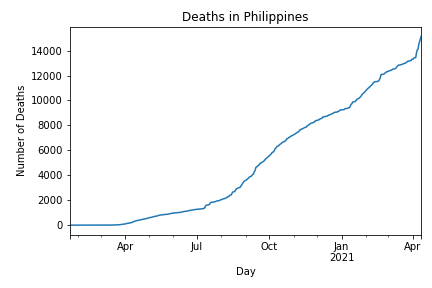 Deaths in Philippines
Number of Deaths
14000
12000
10000
8000
6000
4000
2000
0
Apr
Jul
Oct
Jan
2021
Apr
Day